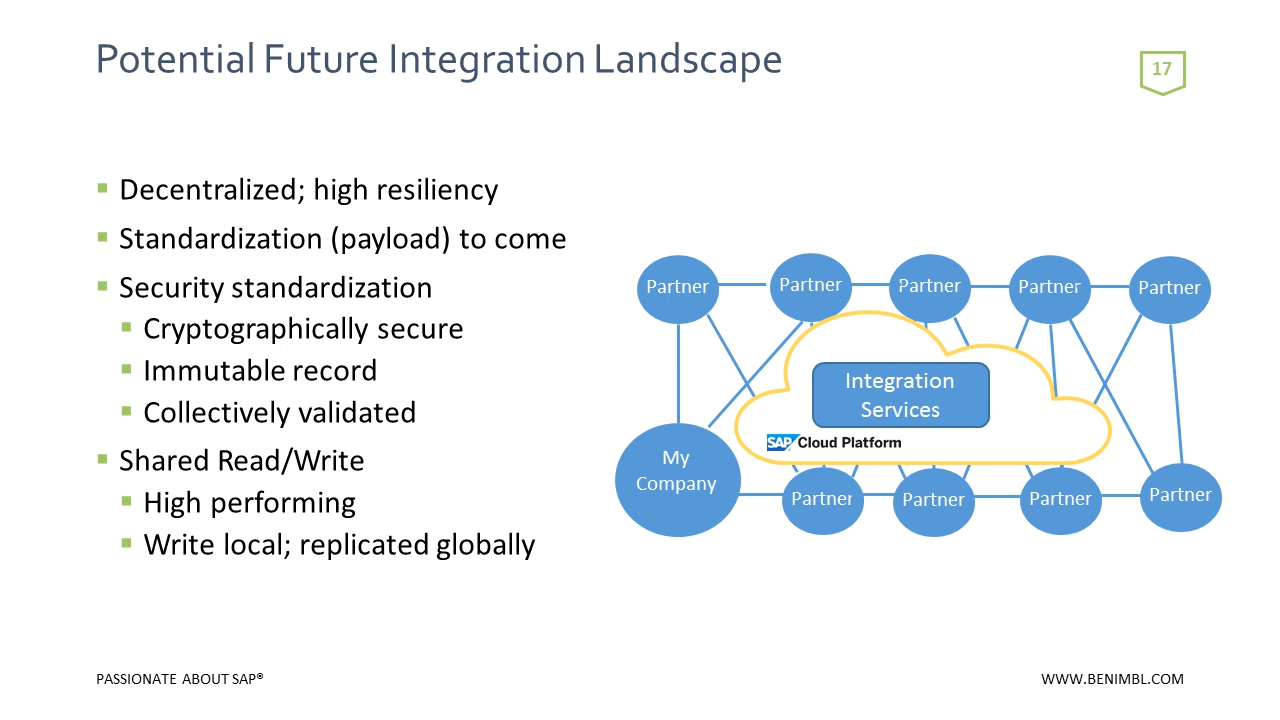 Potential Future Integration Landscape
17
Decentralized; high resiliency
Standardization (payload) to come
Security standardization
Cryptographically secure
Immutable record
Collectively validated
Shared Read/Write
High performing
Write local; replicated globally
Partner
Partner
Partner
Partner
Partner
Integration
Services
SAP Cloud Platform
My
Company
Partner
Partner
Partner
Partner
PASSIONATE ABOUT SAP®
WWW.BENIMBL.COM